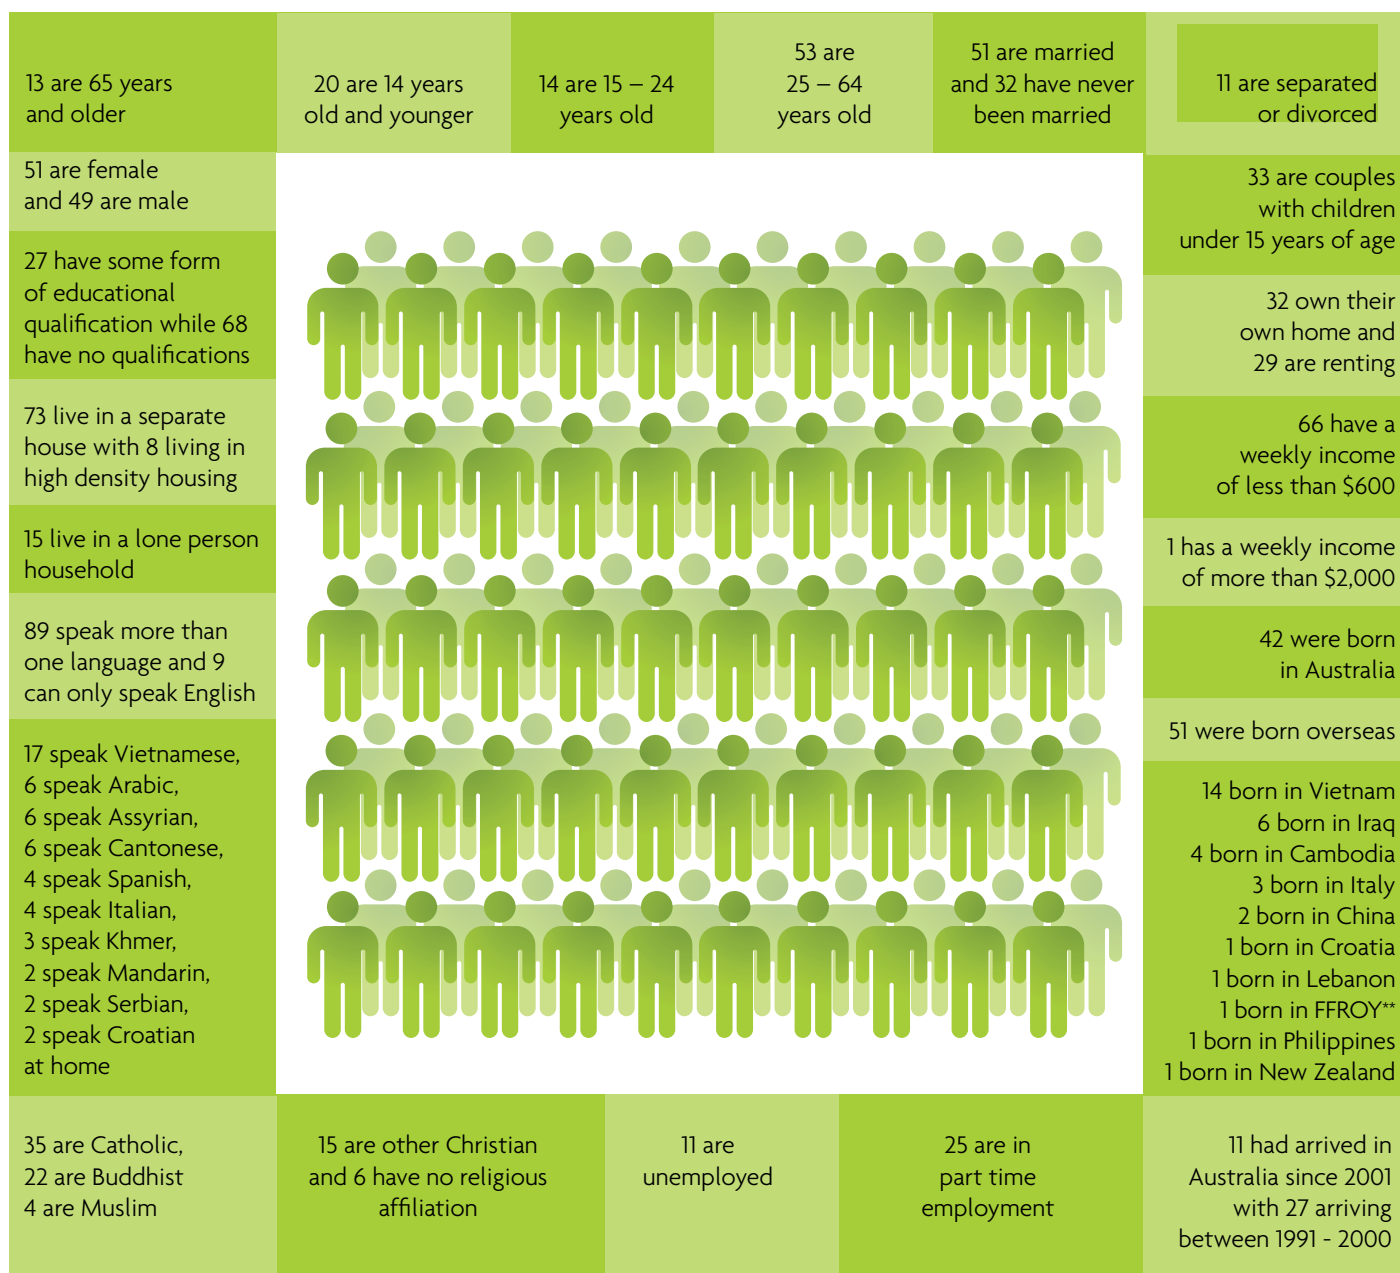 13 are 65 years
and older
20 are 14 years
old and younger
14 are 15 – 24
years old
53 are
25 – 64
years old
51 are married
and 32 have never
been married
11 are separated
or divorced
51 are female
and 49 are male
27 have some form
of educational
qualification while 68
have no qualifications
73 live in a separate
house with 8 living in
high density housing
15 live in a lone person
household
89 speak more than
one language and 9
can only speak English
17 speak Vietnamese,
6 speak Arabic,
6 speak Assyrian,
6 speak Cantonese,
4 speak Spanish,
4 speak Italian,
3 speak Khmer,
2 speak Mandarin,
2 speak Serbian,
2 speak Croatian
at home
33 are couples
with children
under 15 years of age
32 own their
own home and
29 are renting
66 have a
weekly income
of less than $600
1 has a weekly income
of more than $2,000
42 were born
in Australia
51 were born overseas
14 born in Vietnam
6 born in Iraq
4 born in Cambodia
3 born in Italy
2 born in China
1 born in Croatia
1 born in Lebanon
1 born in FFROY**
1 born in Philippines
1 born in New Zealand
35 are Catholic,
22 are Buddhist
4 are Muslim
15 are other Christian
and 6 have no religious
affiliation
11 are
unemployed
25 are in
part time
employment
11 had arrived in
Australia since 2001
with 27 arriving
between 1991 - 2000